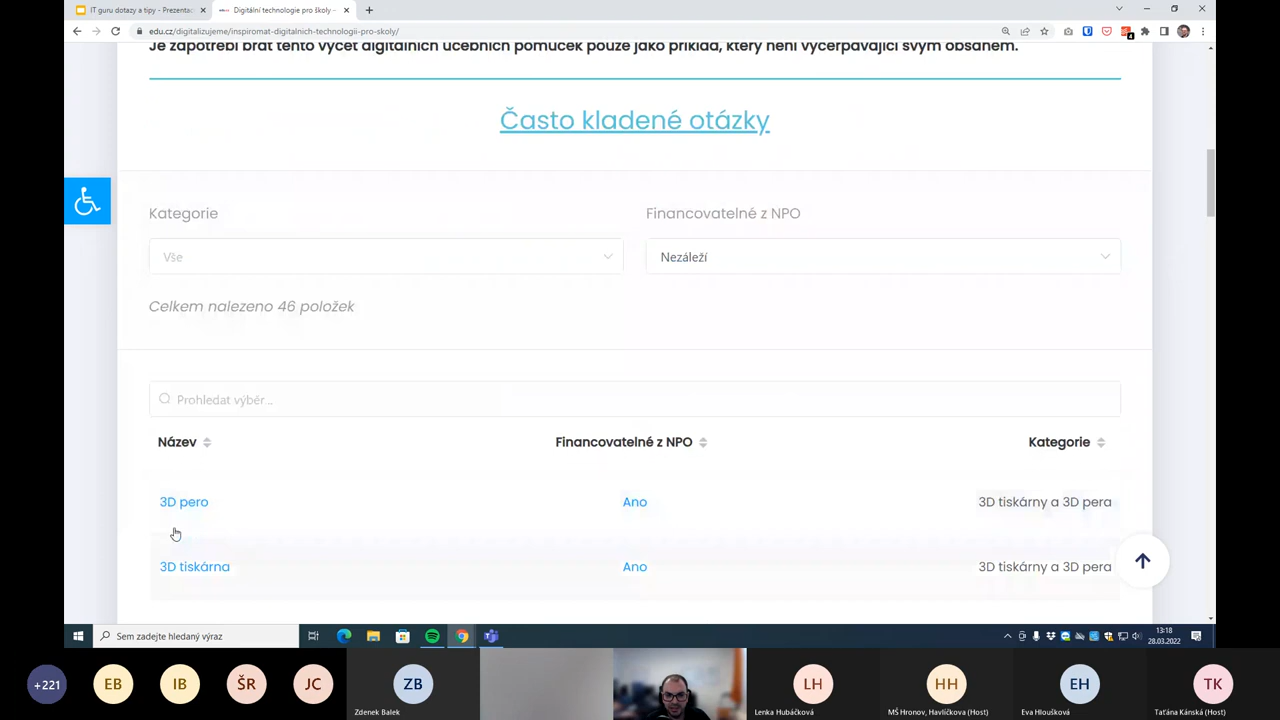 IT guru dotazy a tipy - Prezentac
Digitální technologie pro školy -
edu.cz/digitalizujeme/inspiromat-digitalnich-technologii-pro-skoly/
Je zapotřebí brát tento výčet digitálních učebních pomůcek pouze jako příklad, který není vyčerpávající svým obsahem.
Často kladené otázky
Kategorie
Financovatelné z NPO
Vše
Nezáleží
Celkem nalezeno 46 položek
Prohledat výběr...
Název
Financovatelné z NPO
Kategorie
3D pero
Ano
3D tiskárny a 3D pera
3D tiskárna
Ano
3D tiskárny a 3D pera
Sem zadejte hledaný výraz
13:18
28.03.2022
+221
EB
IB
ŠR
JC
ZB
LH
HH
EH
TK
Zdenek Balek
Lenka Hubáčková
MŠ Hronov, Havlíčkova (Host)
Eva Hloušková
Taťána Kánská (Host)